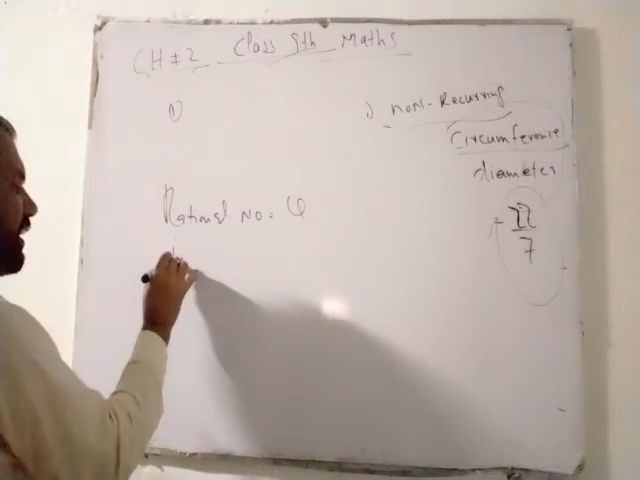 CH # 2 Class 9th Maths
1)
i) NON-Recurring
Circumference
diameter
Rational no: Q
22
7